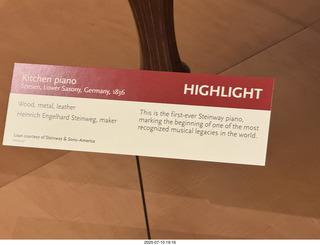 Kitchen piano
Seesen, Lower Saxony, Germany, 1836
HIGHLIGHT
Wood, metal, leather
Heinrich Engelhard Steinweg, maker
Loan courtesy of Steinway & Sons–America
This is the first-ever Steinway piano,
marking the beginning of one of the most
recognized musical legacies in the world.
2025-07-10 19:16